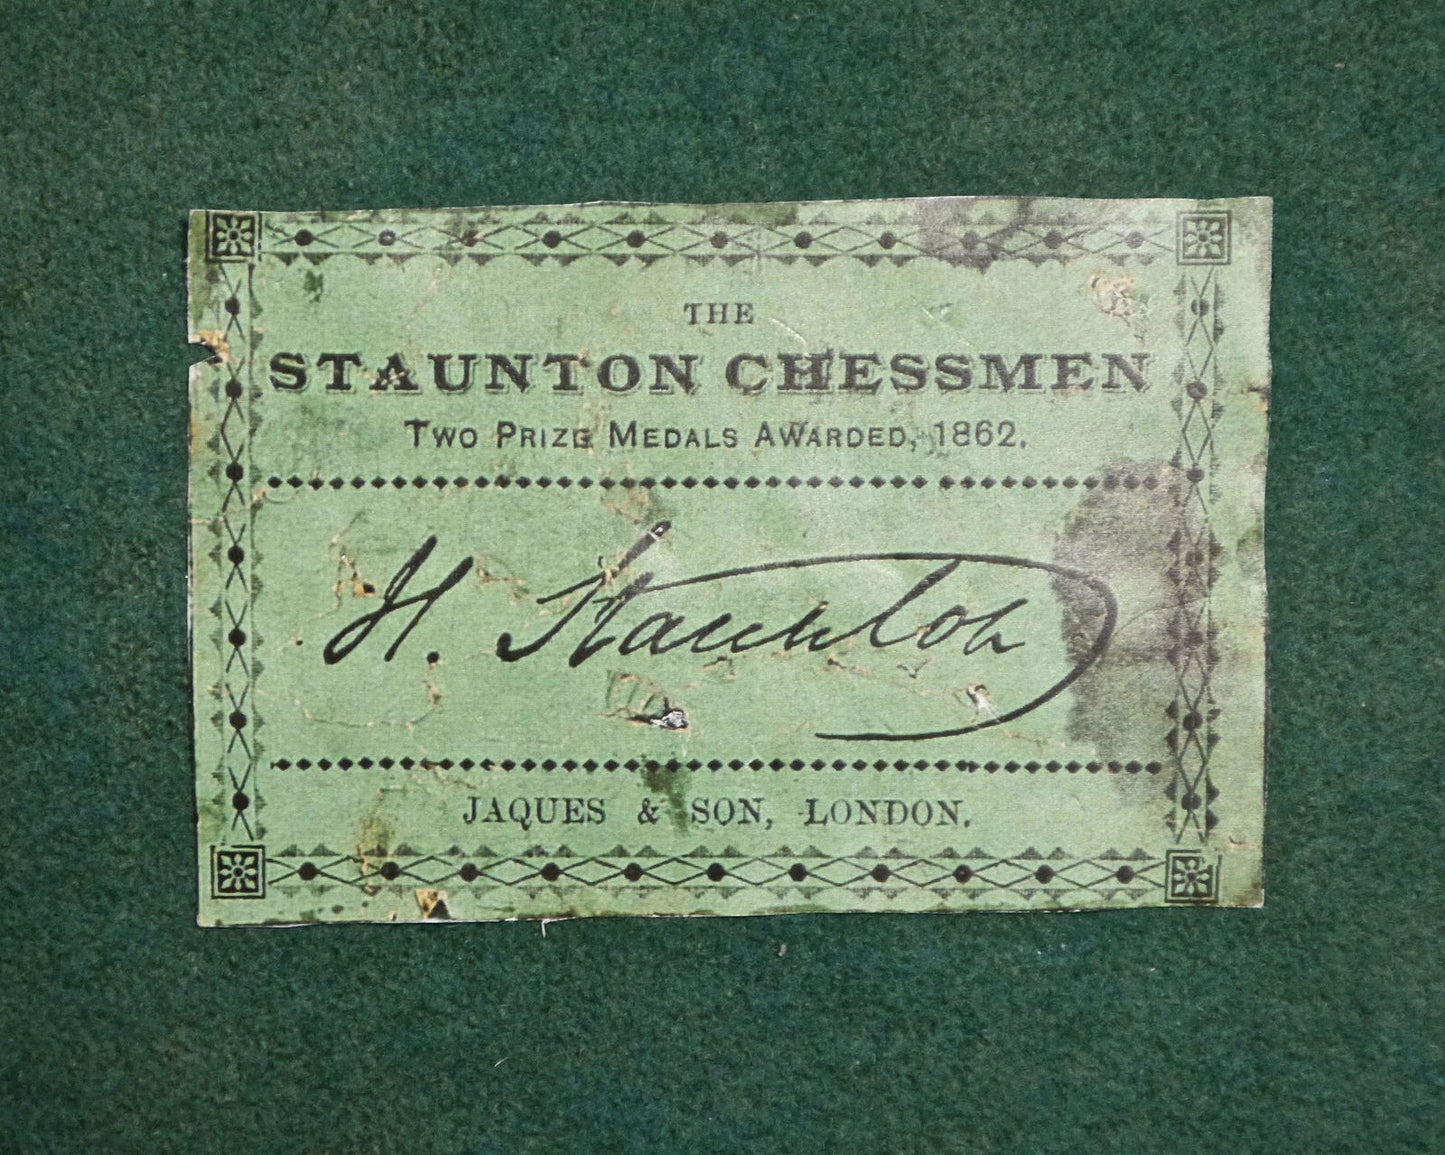 THE
STAUNTON CHESSMEN
TWO PRIZE MEDALS AWARDED, 1862.
H. Staunton
JAQUES & SON, LONDON.